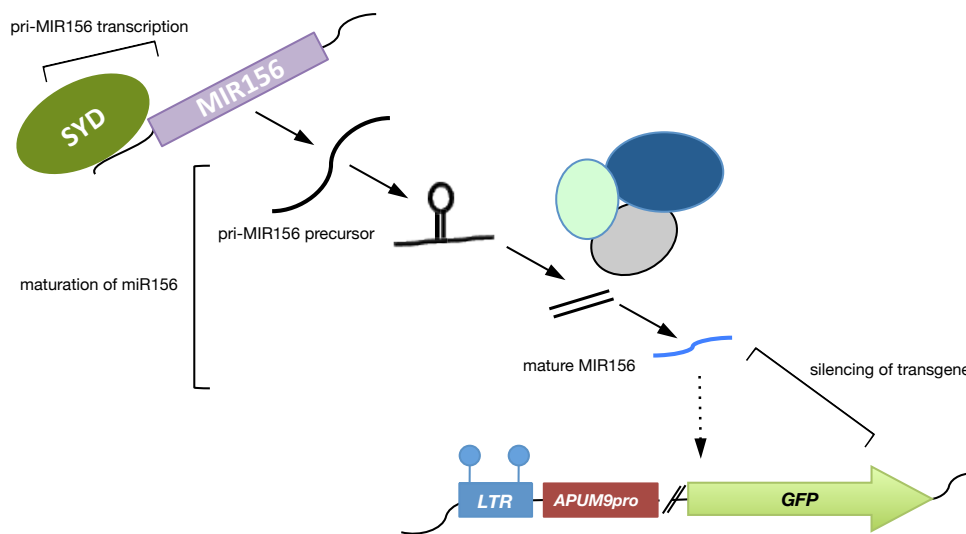 pri-MIR156 transcription
SYD
MIR156
pri-MIR156 precursor
maturation of miR156
mature MIR156
silencing of transgene
LTR
APUM9pro
GFP